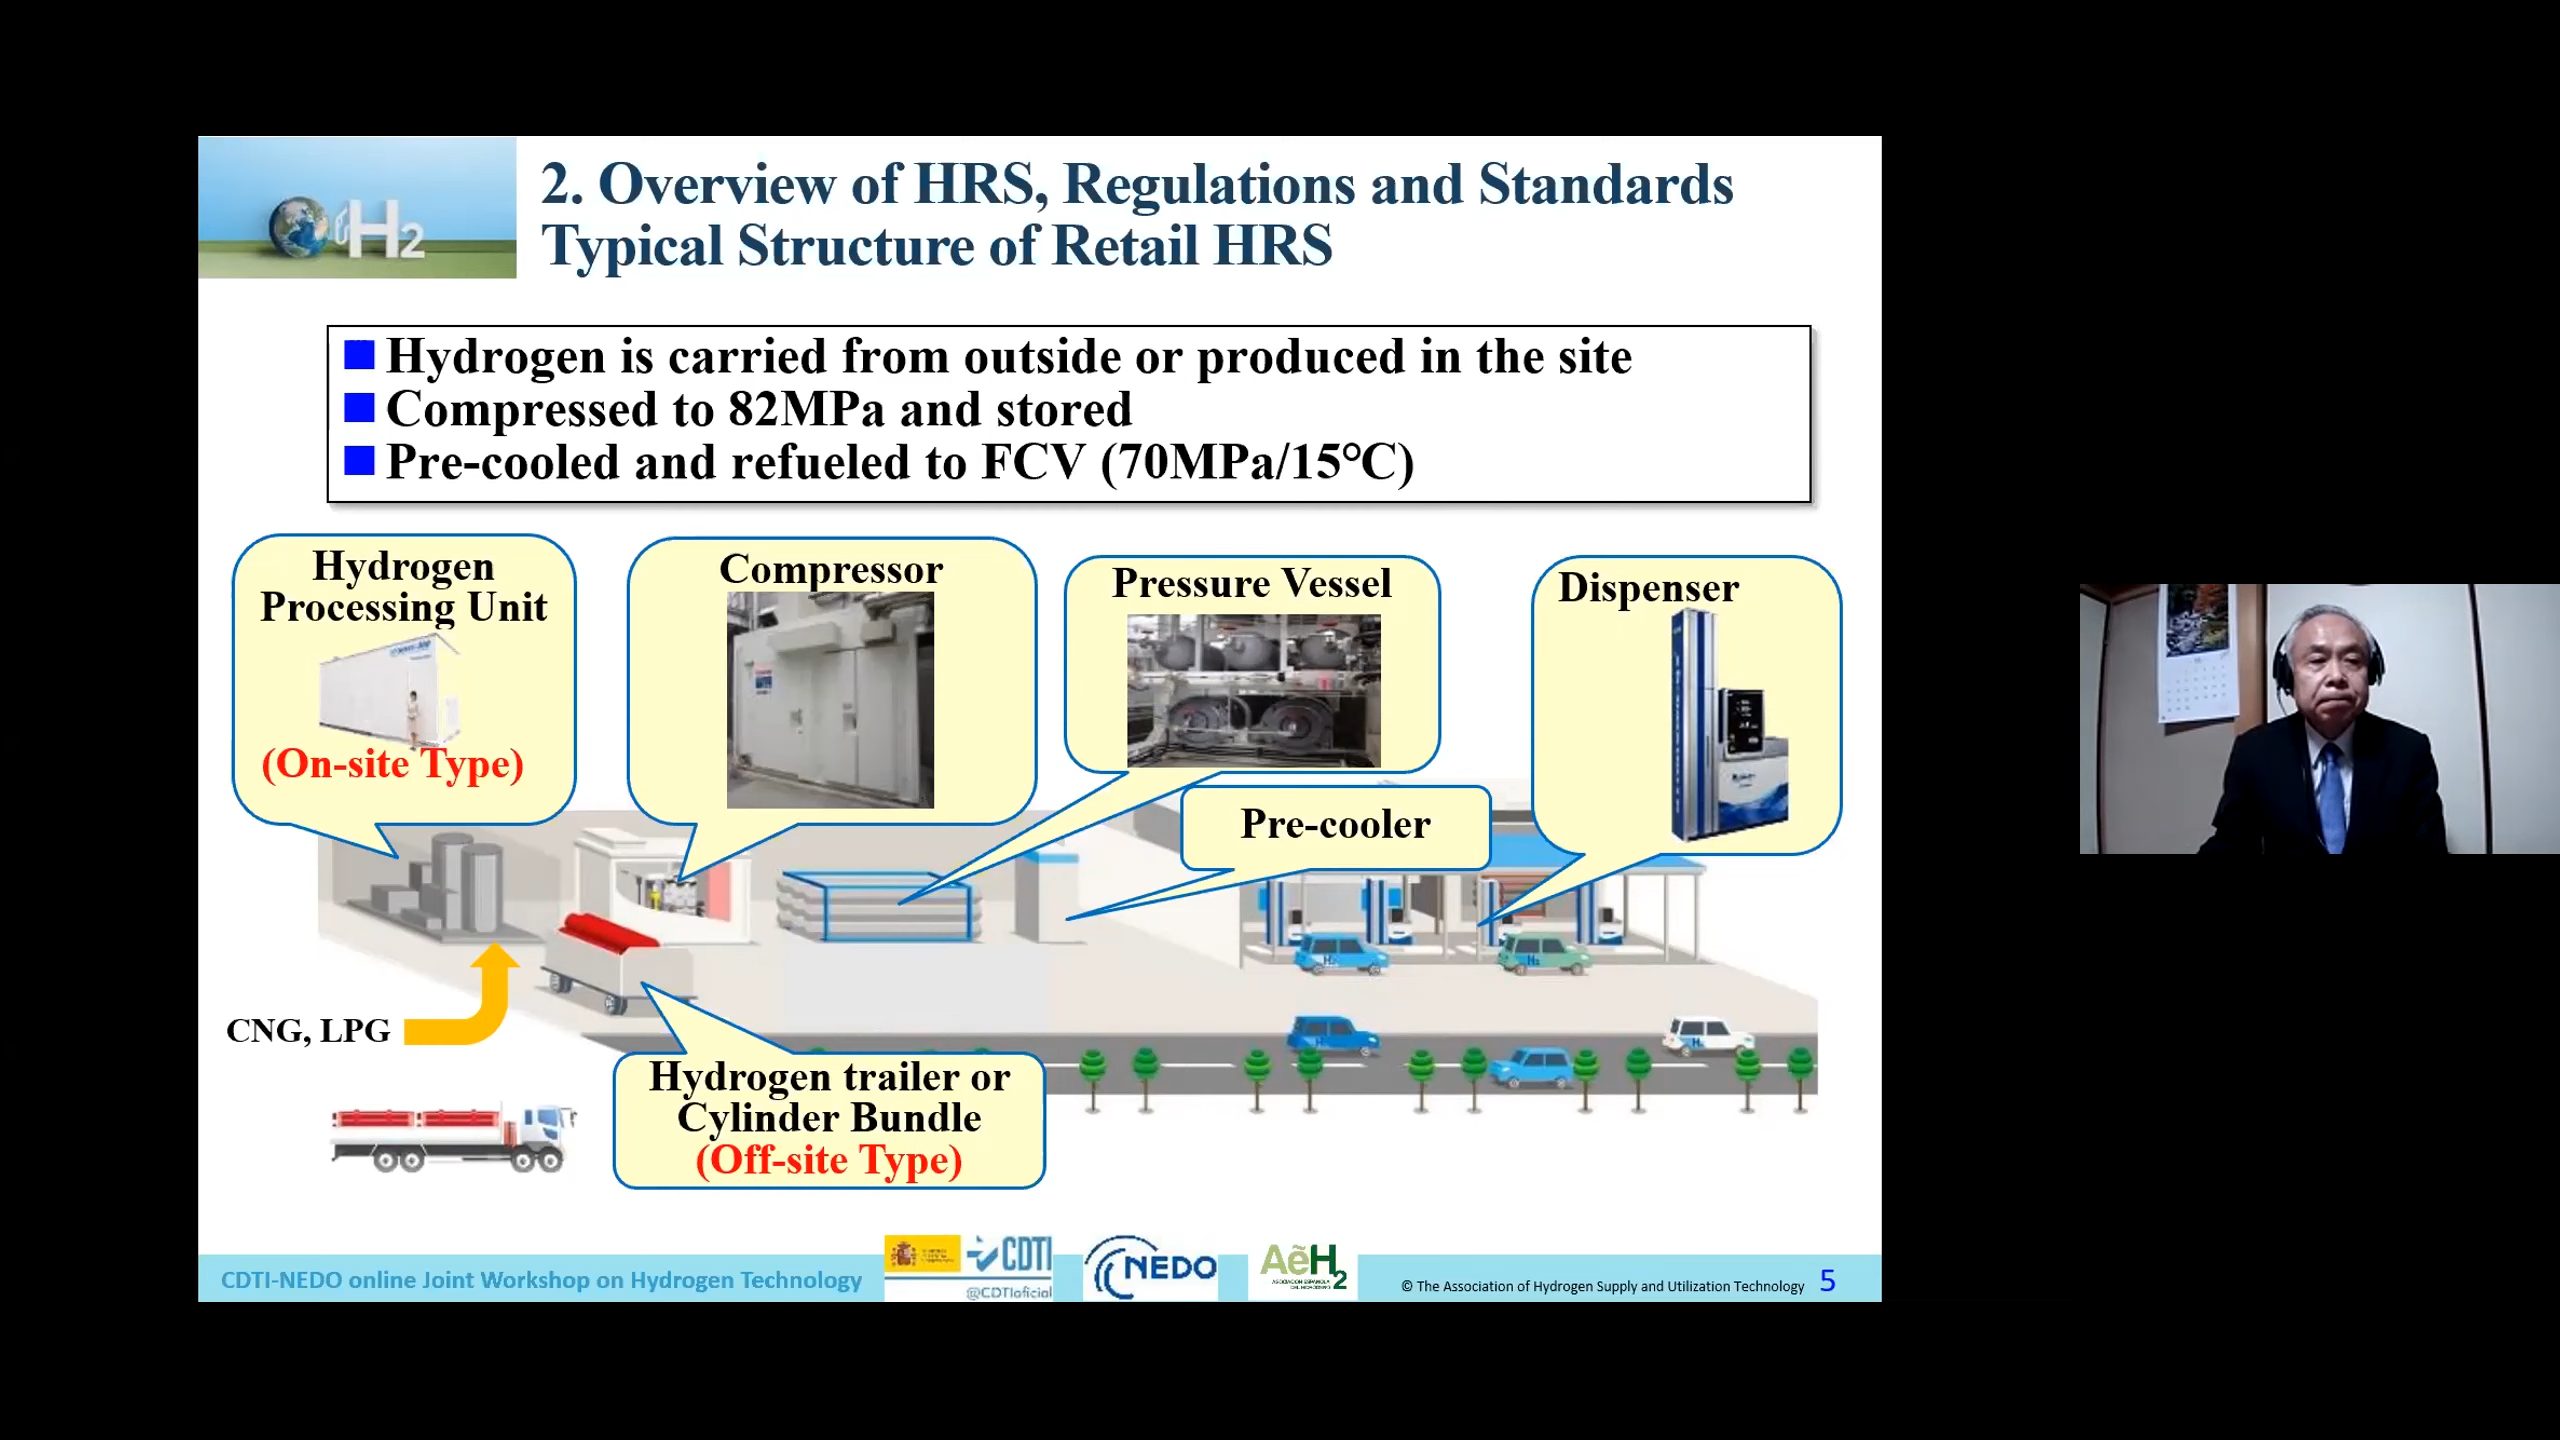 2. Overview of HRS, Regulations and Standards
Typical Structure of Retail HRS
H2
Hydrogen is carried from outside or produced in the site
Compressed to 82MPa and stored
Pre-cooled and refueled to FCV (70MPa/15℃)
Hydrogen
Processing Unit
(On-site Type)
Compressor
Pressure Vessel
Pre-cooler
Dispenser
CNG, LPG
Hydrogen trailer or
Cylinder Bundle
(Off-site Type)
CDTI-NEDO online Joint Workshop on Hydrogen Technology
CDTI
@CDTIoficial
NEDO
AeH2
© The Association of Hydrogen Supply and Utilization Technology 5